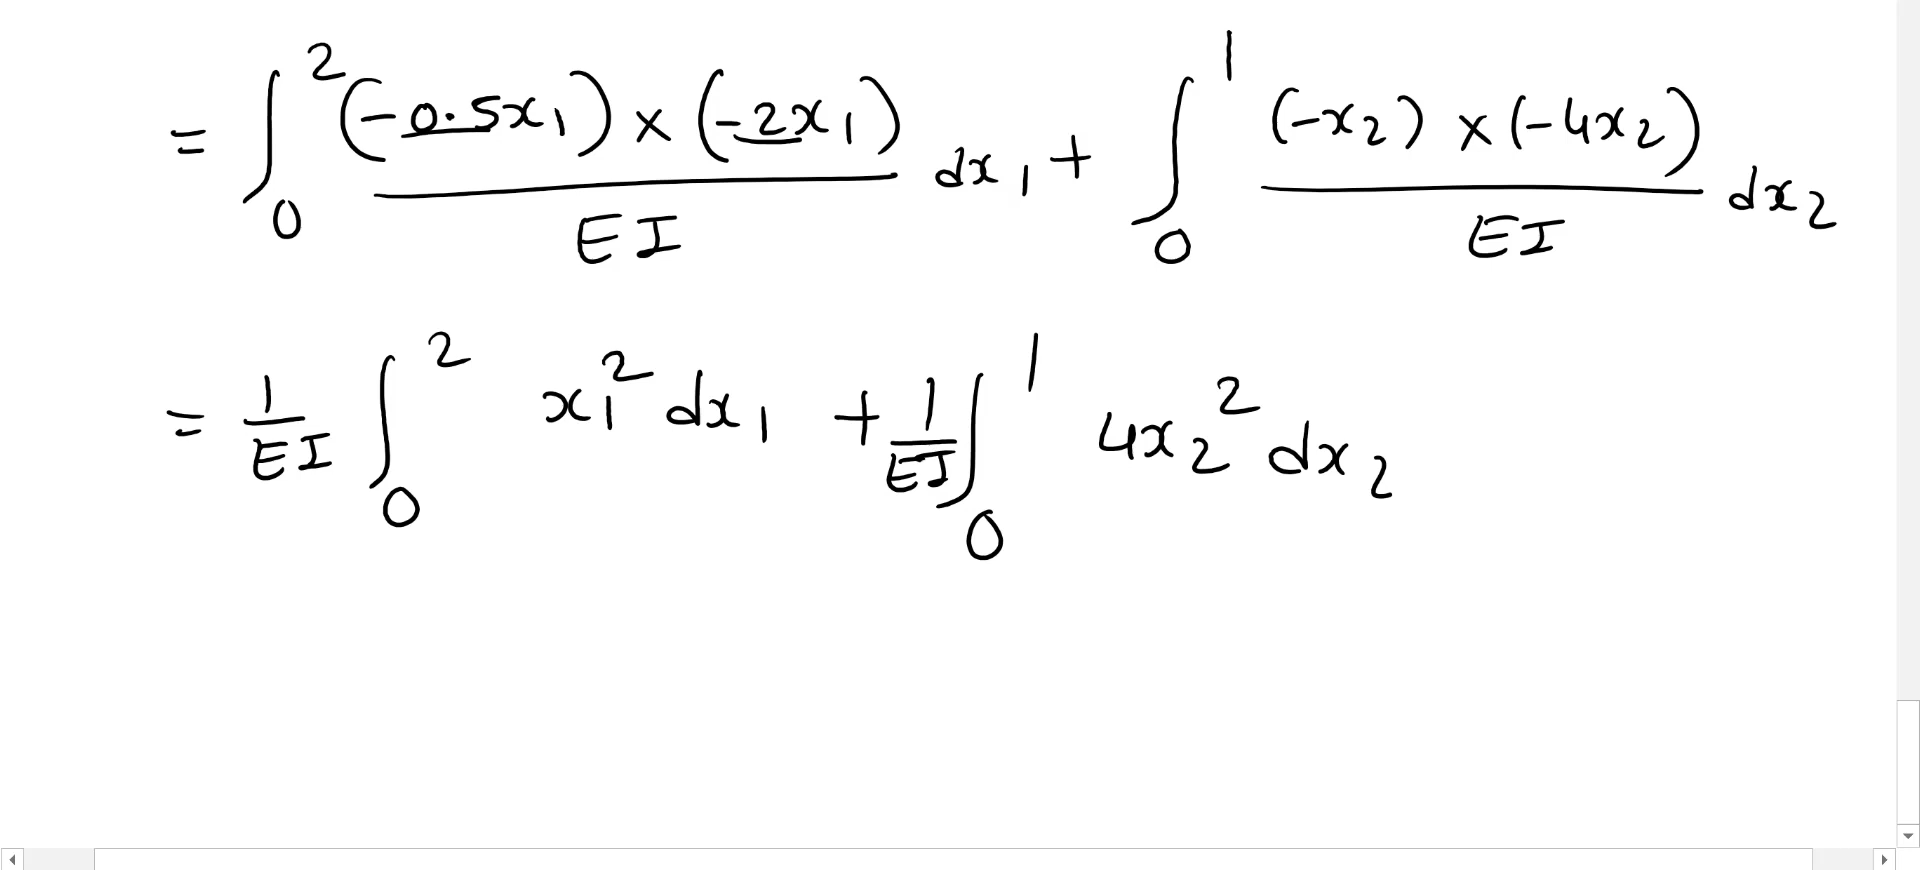 = ∫₀² (-0.5x₁) × (-2x₁) / EI dx₁ + ∫₀¹ (-x₂) × (-4x₂) / EI dx₂
= 1/EI ∫₀² x₁² dx₁ + 1/EI ∫₀¹ 4x₂² dx₂